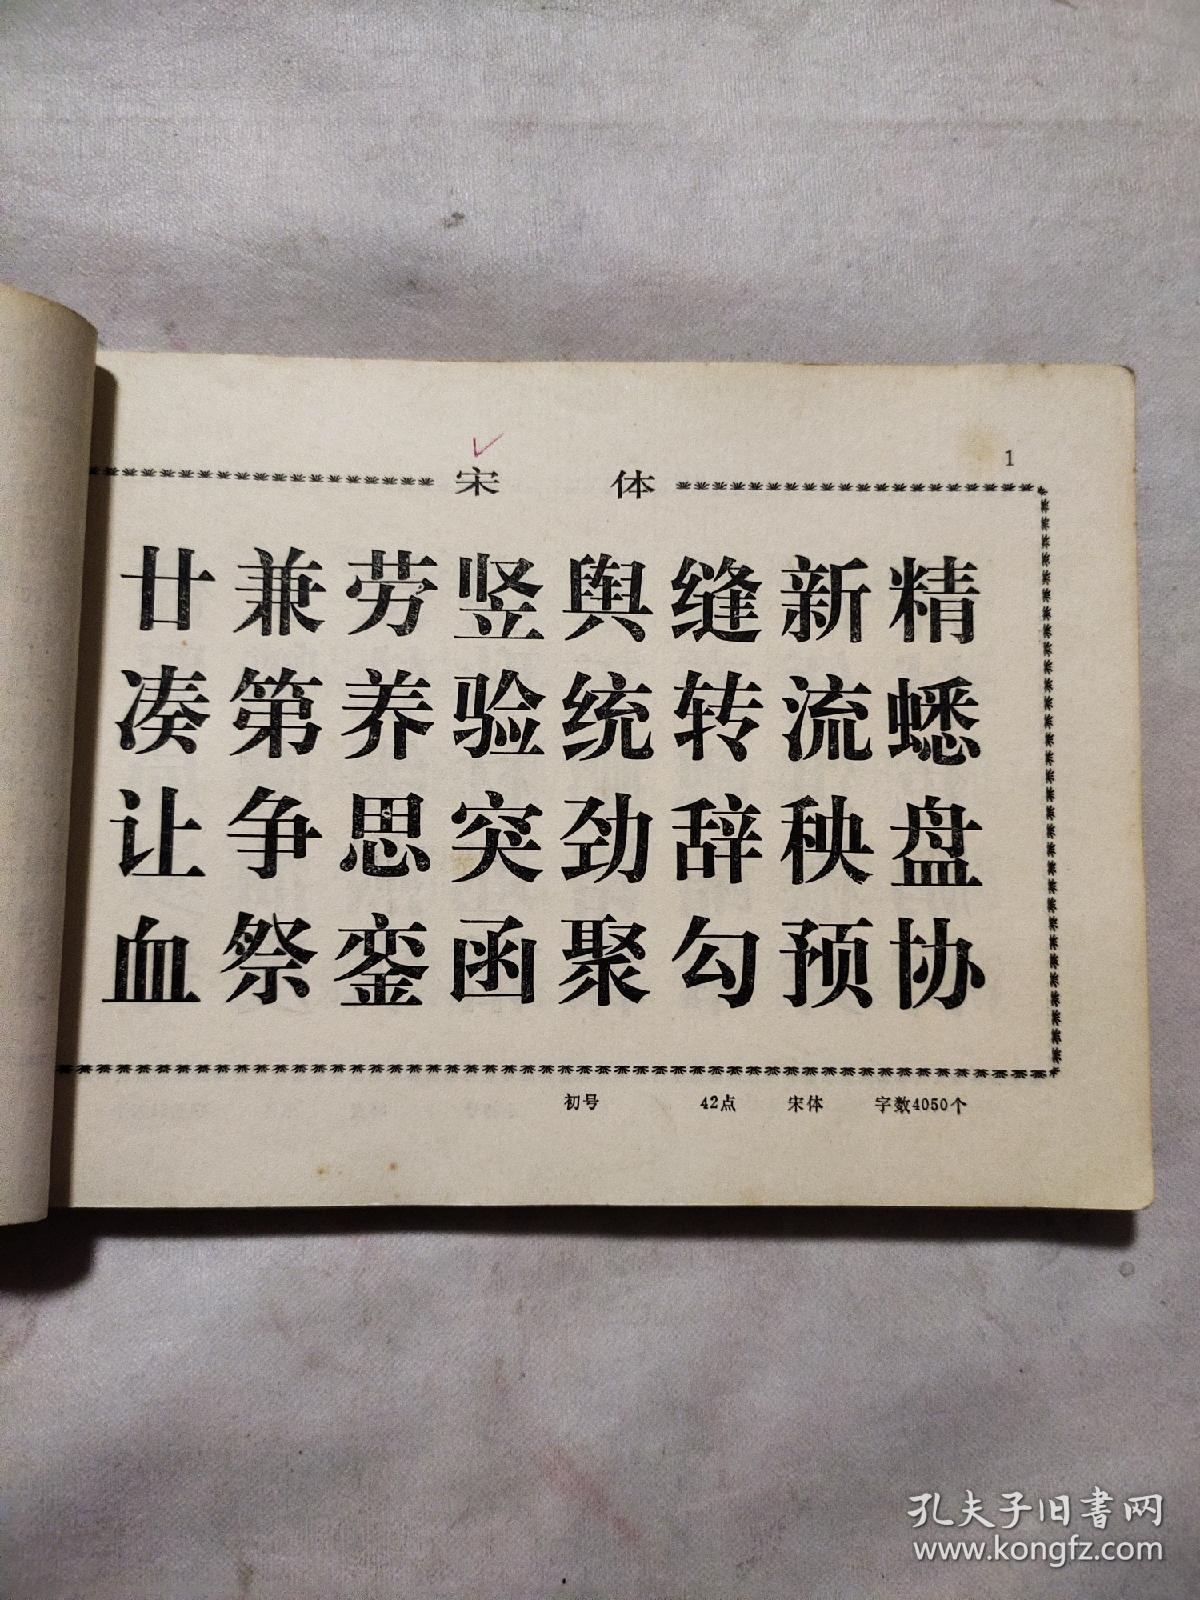 1
宋 体
廿兼劳竖舆缝新精
凑第养验统转流蟋
让争思突劲辞秧盘
血祭銮函聚勾预协
初号 42点 宋体 字数4050个
孔夫子旧书网
www.kongfz.com